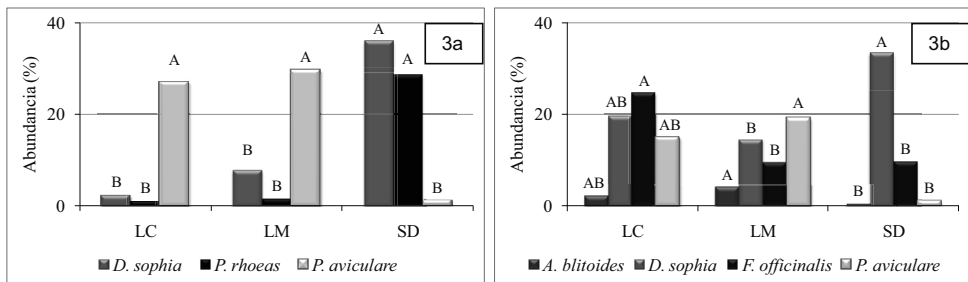 3a
Abundancia (%)
40
20
0
B B A
B B A
A A B
LC LM SD
D. sophia P. rhoeas P. aviculare
3b
Abundancia (%)
40
20
0
AB AB A AB
A B B A
B A B B
LC LM SD
A. blitoides D. sophia F. officinalis P. aviculare